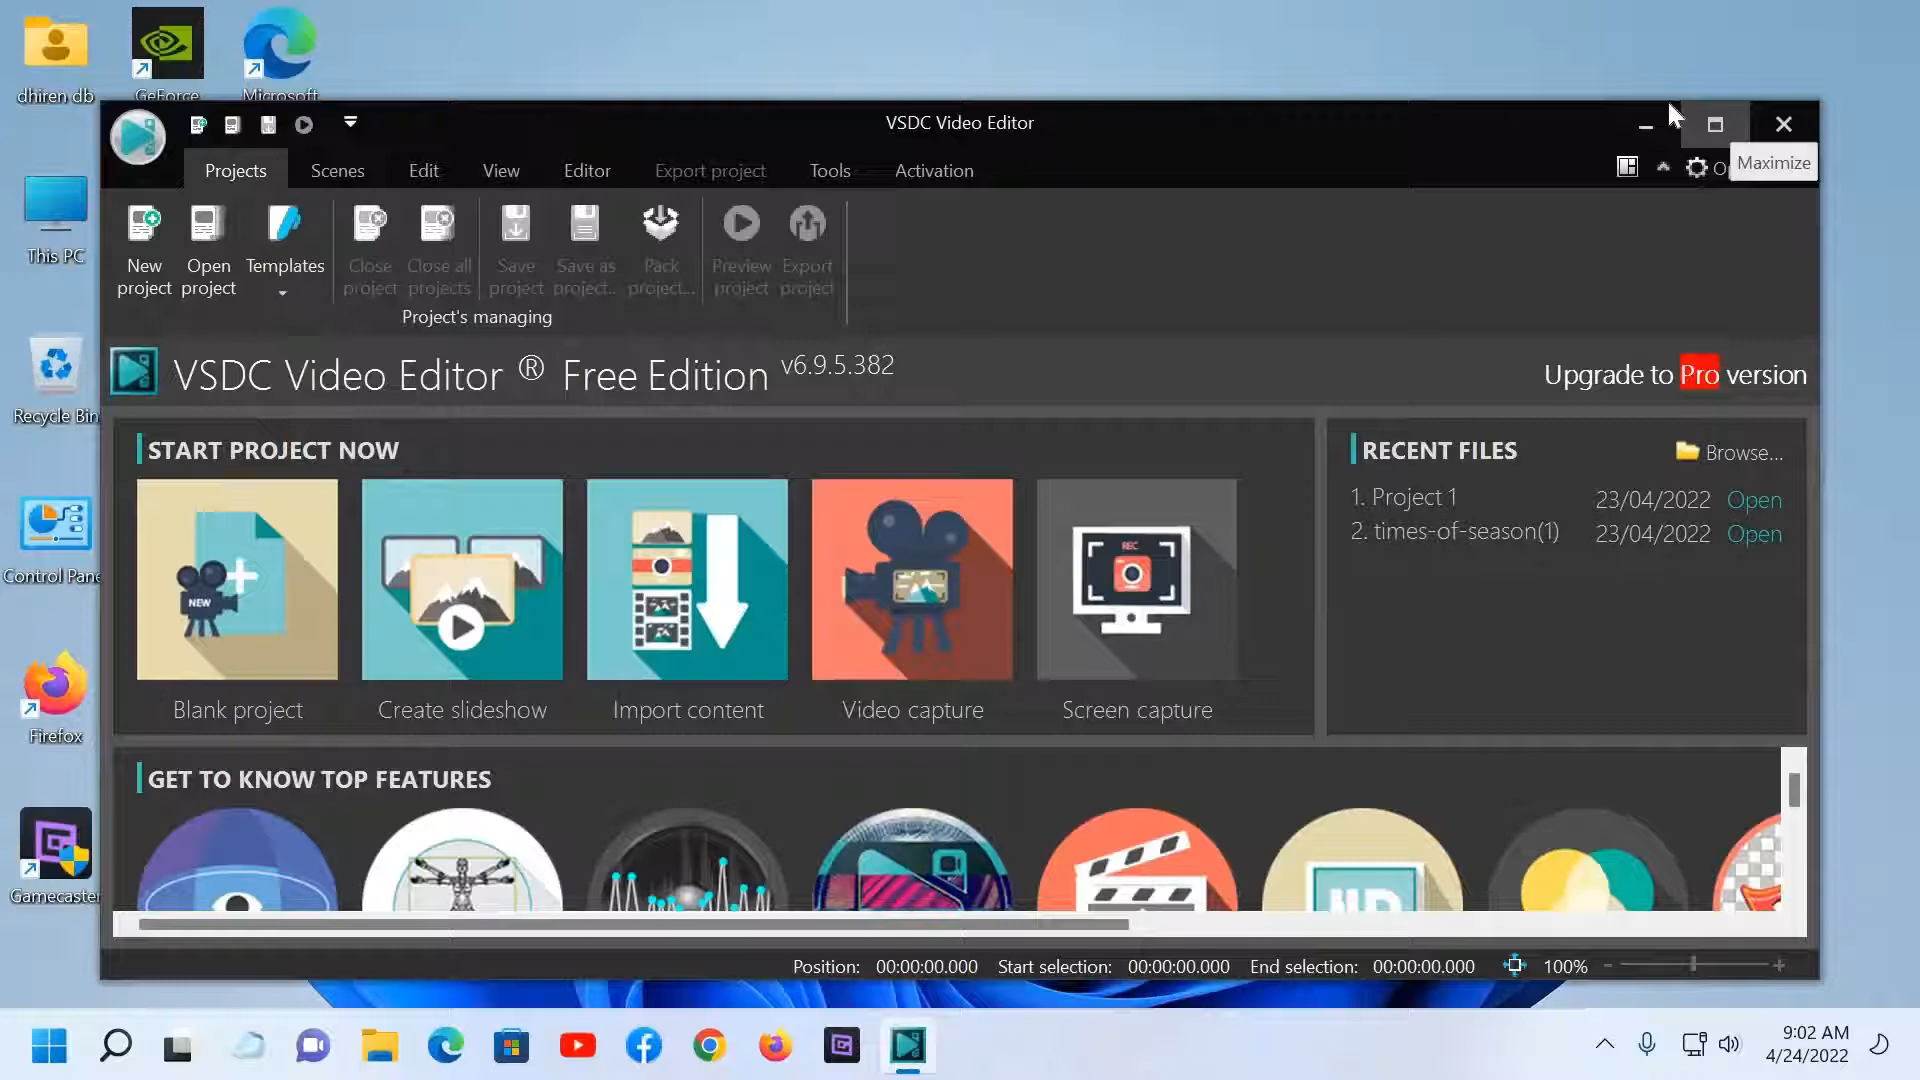 dhiren db
GeForce
Microsoft
VSDC Video Editor
Maximize
Projects Scenes Edit View Editor Export project Tools Activation
New project
Open project
Templates
Close project
Close all projects
Save project
Save as project...
Pack project...
Preview project
Export project
Project's managing
This PC
Recycle Bin
Firefox
Gamecaster
VSDC Video Editor ® Free Edition v6.9.5.382
Upgrade to Pro version
START PROJECT NOW
NEW
REC
Blank project
Create slideshow
Import content
Video capture
Screen capture
RECENT FILES
Browse...
1. Project 1 23/04/2022 Open
2. times-of-season(1) 23/04/2022 Open
GET TO KNOW TOP FEATURES
Position: 00:00:00.000 Start selection: 00:00:00.000 End selection: 00:00:00.000 100%
9:02 AM
4/24/2022